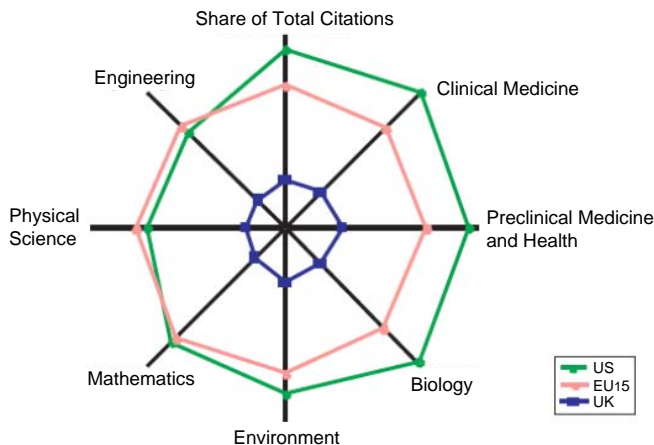 Share of Total Citations
Engineering
Clinical Medicine
Physical
Science
Preclinical Medicine
and Health
Mathematics
Biology
Environment
US
EU15
UK